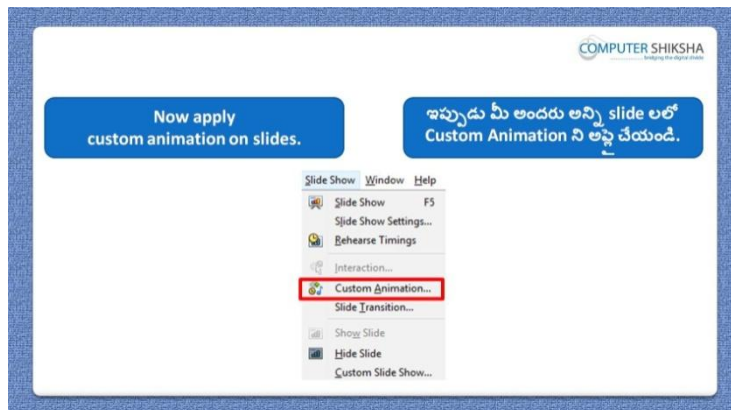 COMPUTER SHIKSHA
bridging the digital divide
Now apply
custom animation on slides.
ఇప్పుడు మీ అందరు అన్ని slide లలో
Custom Animation ని అప్లై చేయండి.
Slide Show Window Help
Slide Show F5
Slide Show Settings...
Rehearse Timings
Interaction...
Custom Animation...
Slide Transition...
Show Slide
Hide Slide
Custom Slide Show...